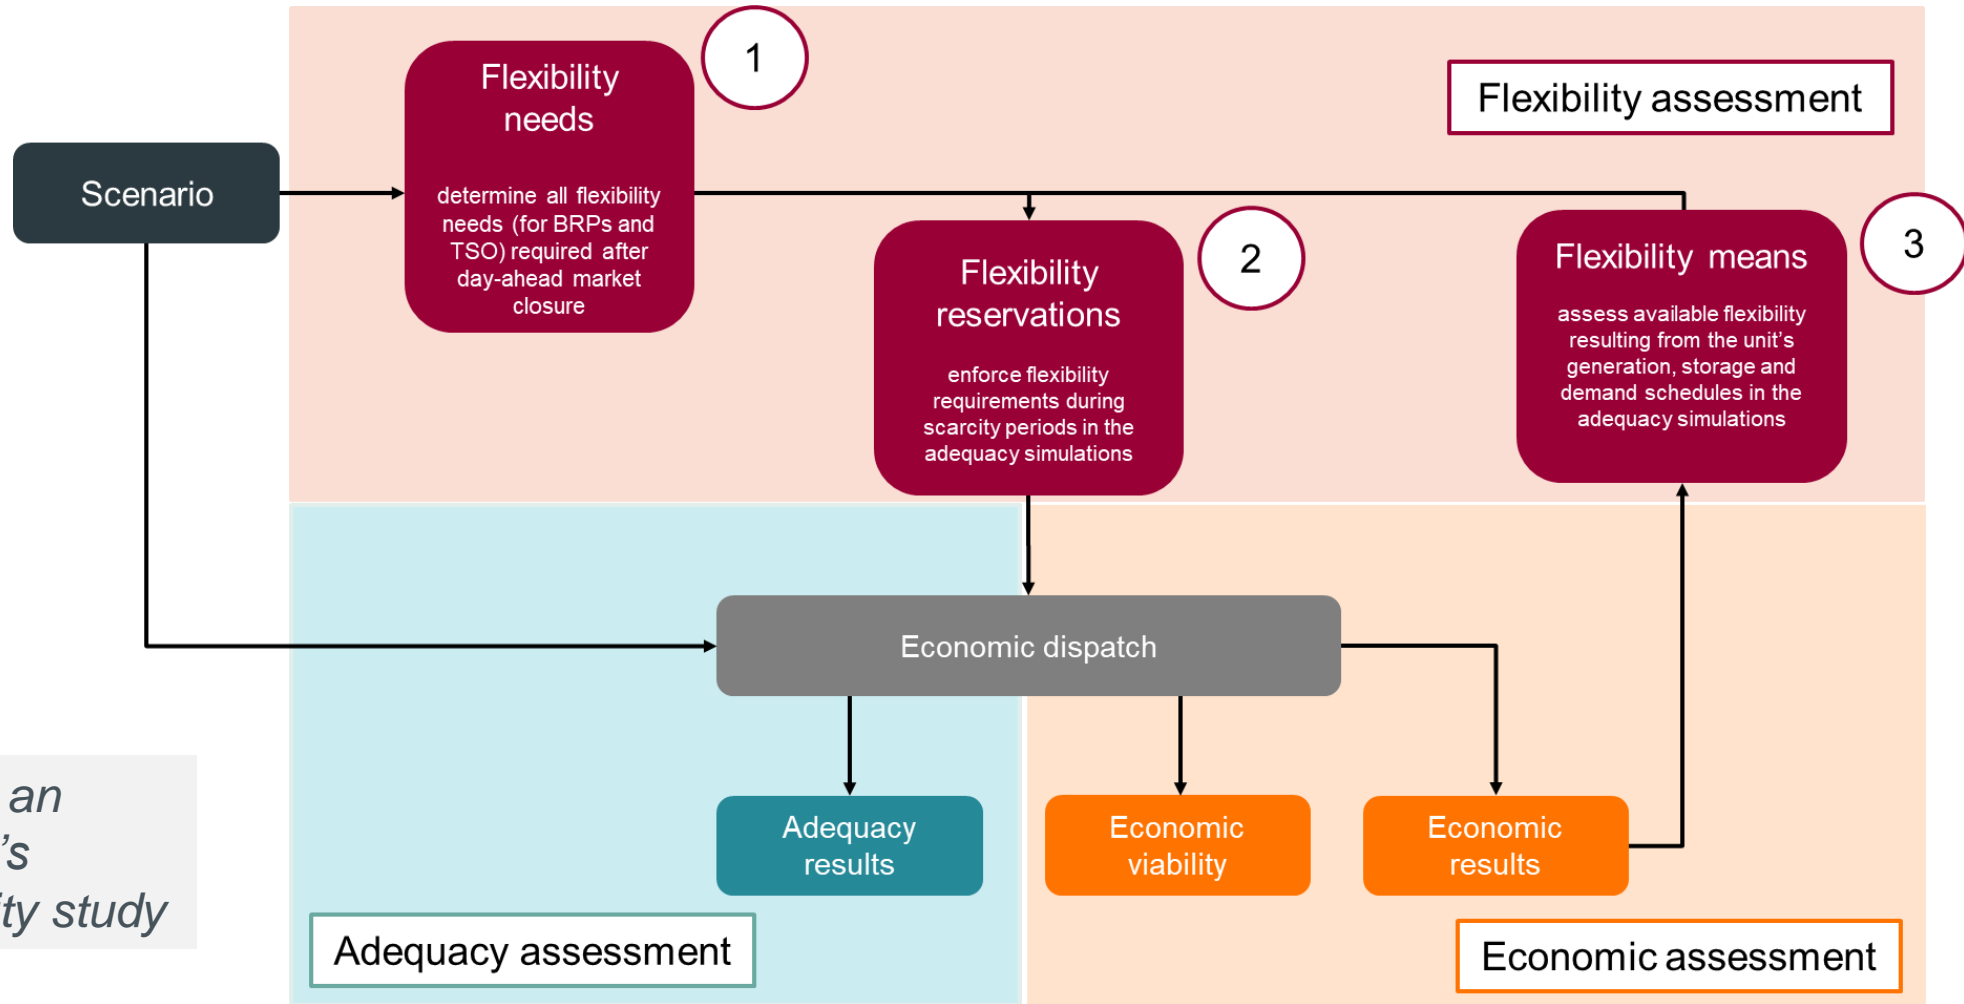 Flexibility
needs
determine all flexibility
needs (for BRPs and
TSO) required after
day-ahead market
closure
1
Flexibility assessment
Scenario
Flexibility
reservations
enforce flexibility
requirements during
scarcity periods in the
adequacy simulations
2
Flexibility means
assess available flexibility
resulting from the unit's
generation, storage and
demand schedules in the
adequacy simulations
3
Economic dispatch
Adequacy
results
Economic
viability
Economic
results
an
's
ity study
Adequacy assessment
Economic assessment